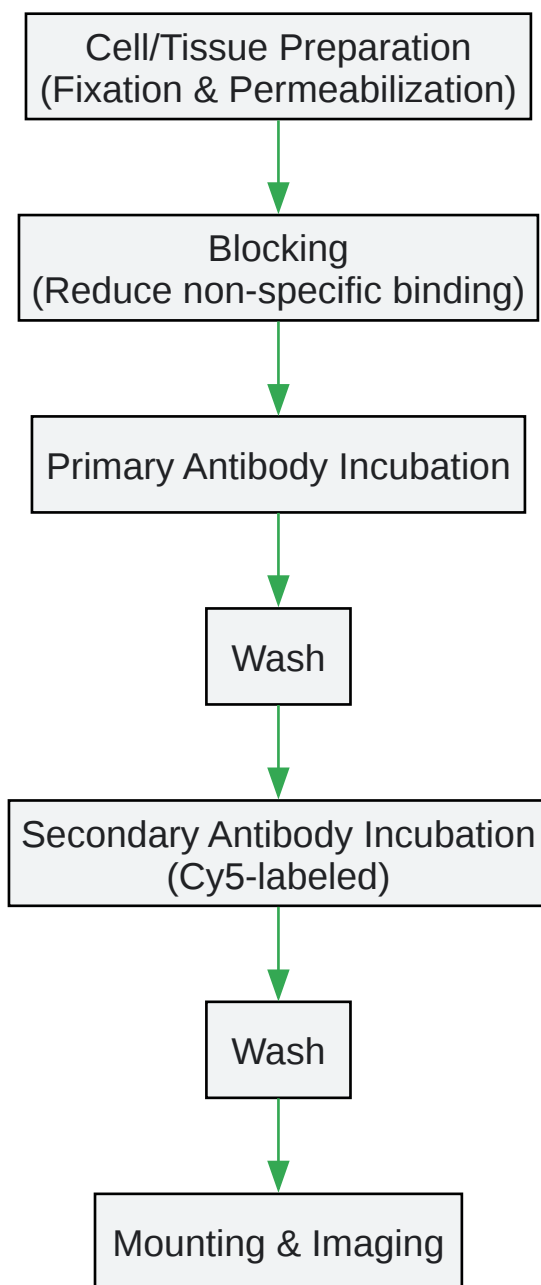 Cell/Tissue Preparation
(Fixation & Permeabilization)
Blocking
(Reduce non-specific binding)
Primary Antibody Incubation
Wash
Secondary Antibody Incubation
(Cy5-labeled)
Wash
Mounting & Imaging